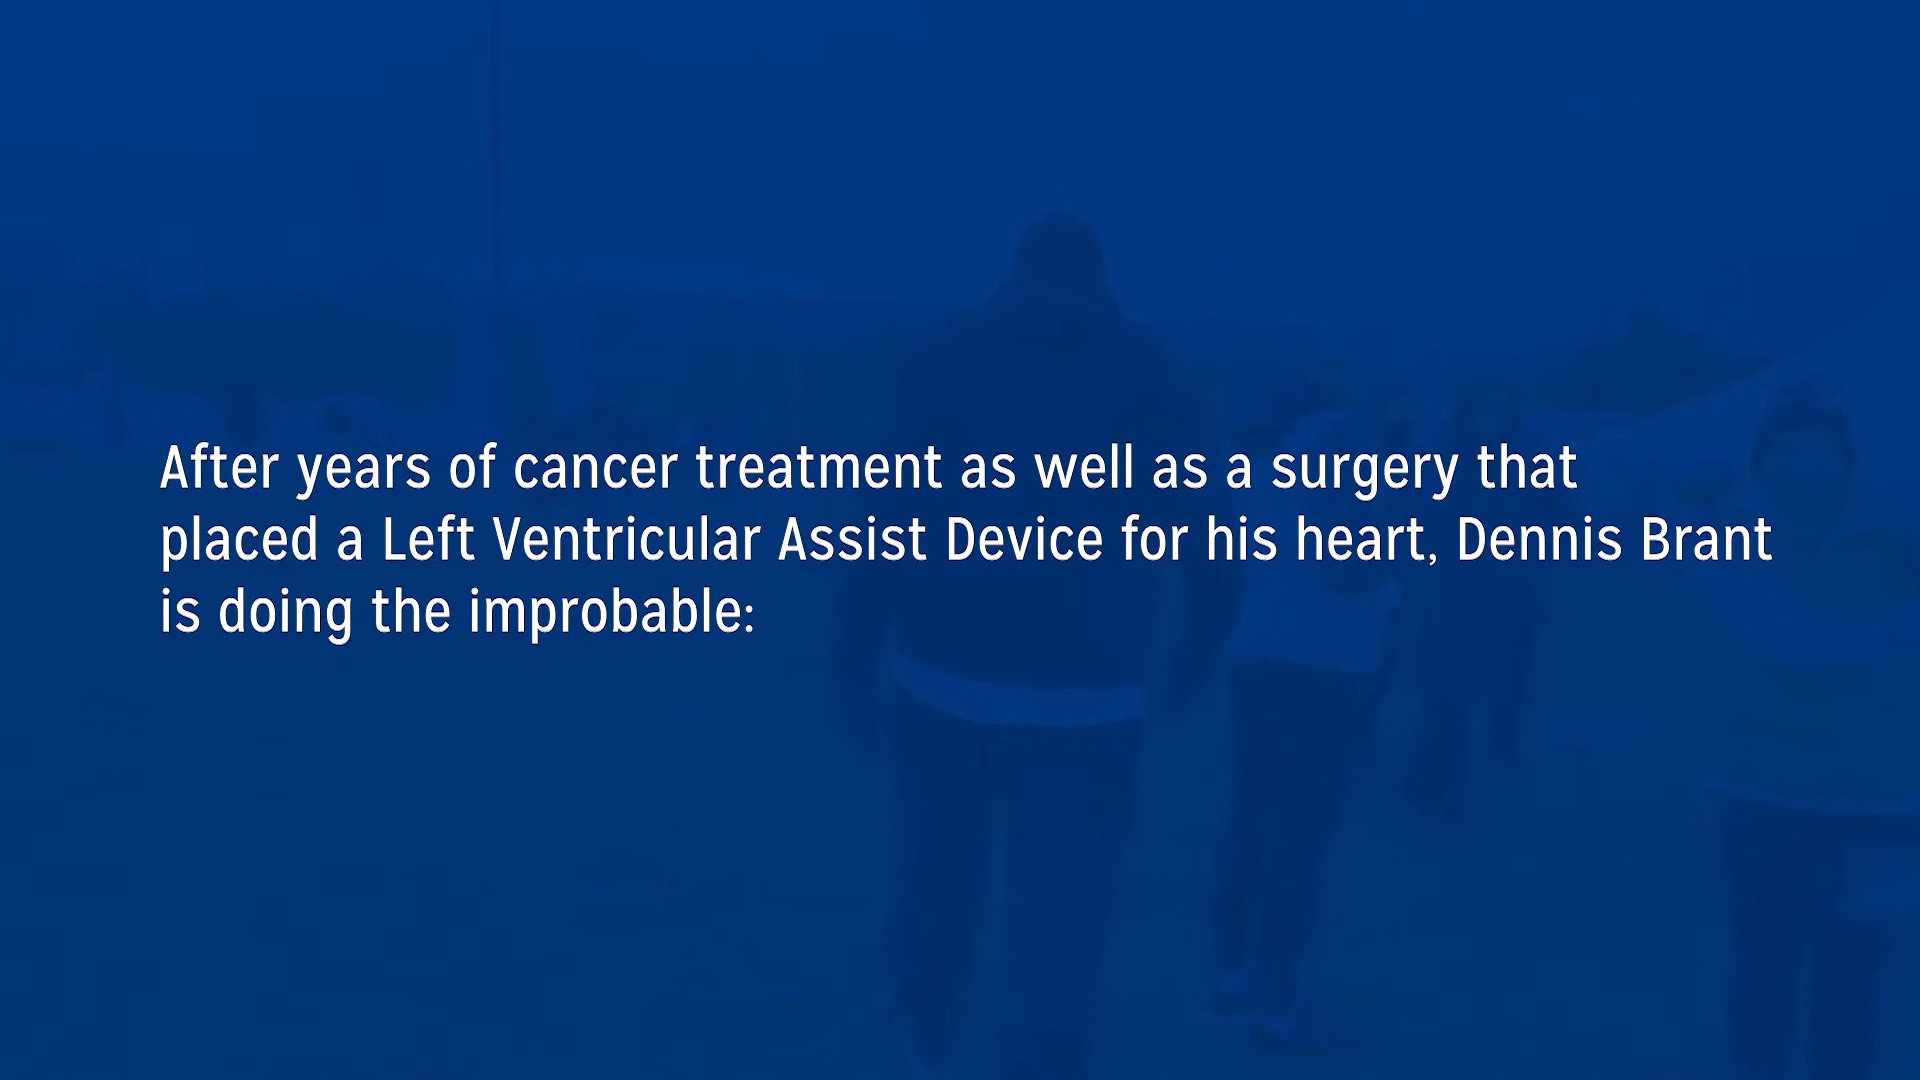 After years of cancer treatment as well as a surgery that
placed a Left Ventricular Assist Device for his heart, Dennis Brant
is doing the improbable: